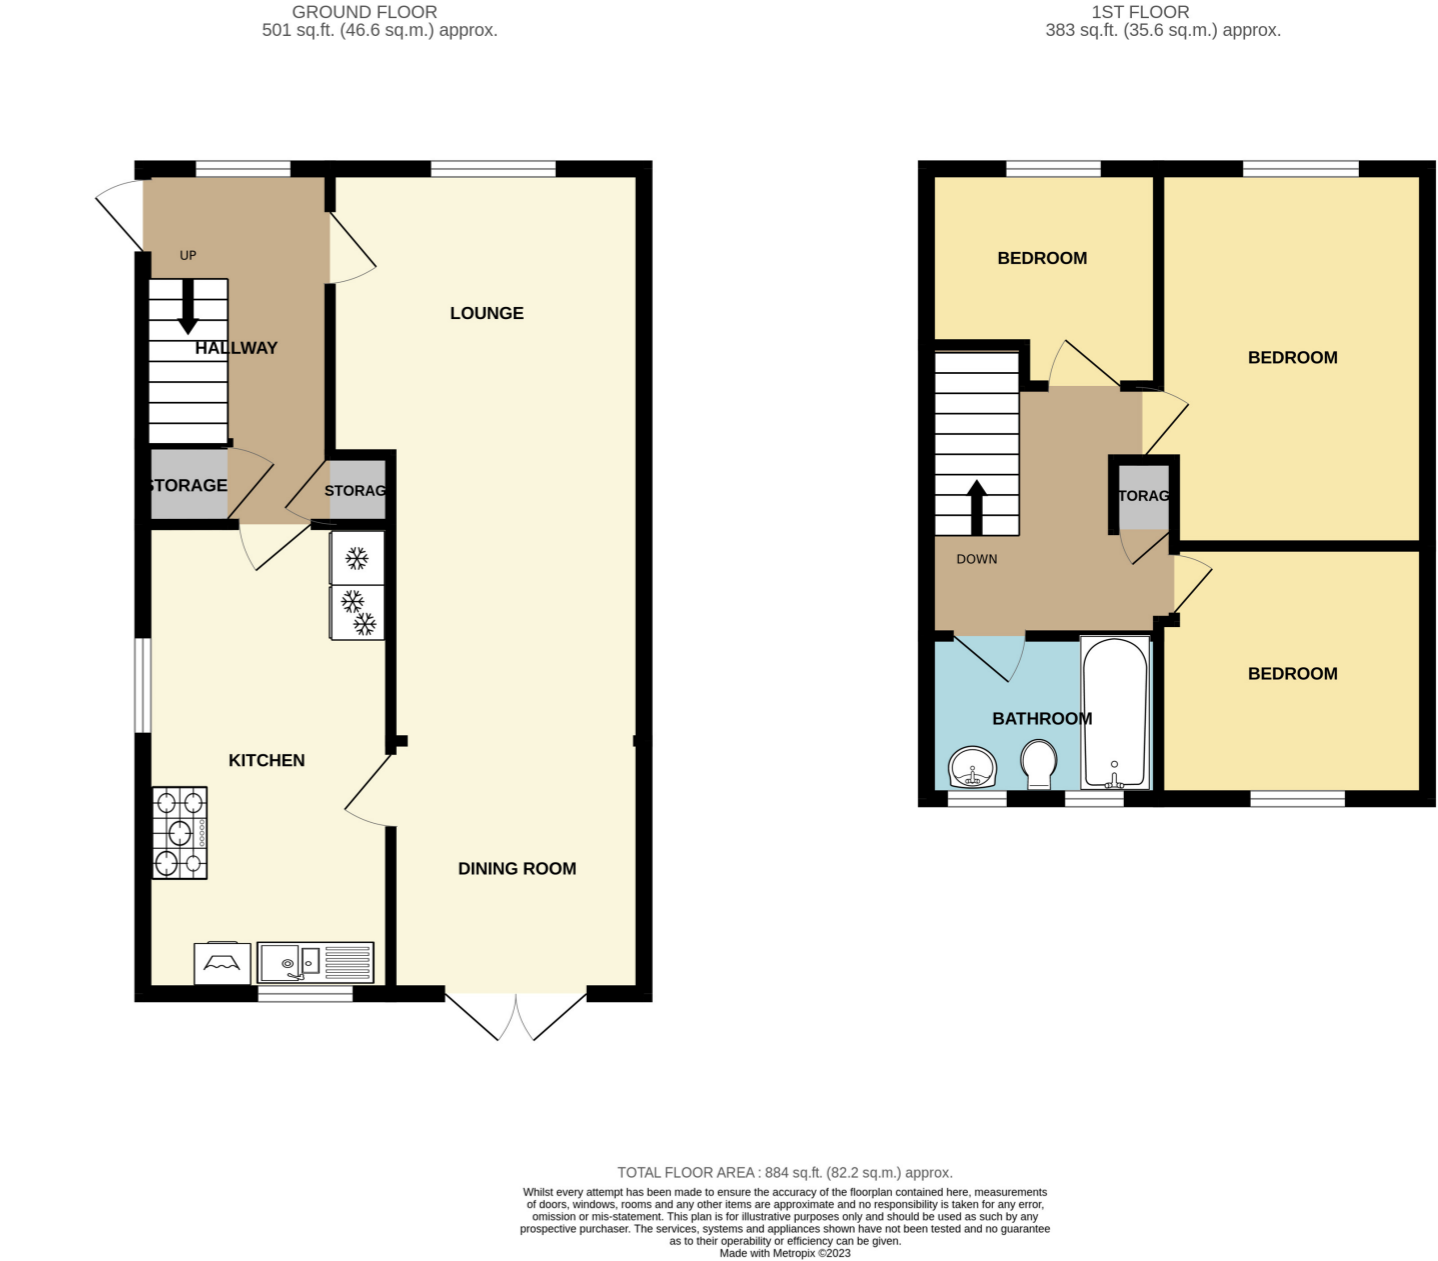 GROUND FLOOR
501 sq.ft. (46.6 sq.m.) approx.
1ST FLOOR
383 sq.ft. (35.6 sq.m.) approx.
UP
HALLWAY
LOUNGE
STORAGE
STORAG
KITCHEN
DINING ROOM
BEDROOM
BEDROOM
TORAG
DOWN
BEDROOM
BATHROOM
TOTAL FLOOR AREA : 884 sq.ft. (82.2 sq.m.) approx.
Whilst every attempt has been made to ensure the accuracy of the floorplan contained here, measurements
of doors, windows, rooms and any other items are approximate and no responsibility is taken for any error,
omission or mis-statement. This plan is for illustrative purposes only and should be used as such by any
prospective purchaser. The services, systems and appliances shown have not been tested and no guarantee
as to their operability or efficiency can be given.
Made with Metropix ©2023